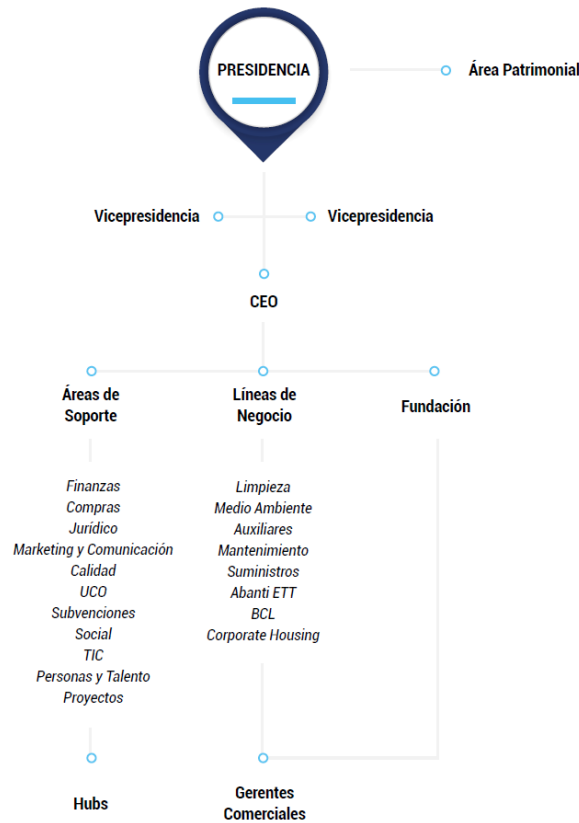 PRESIDENCIA
Área Patrimonial
Vicepresidencia
Vicepresidencia
CEO
Áreas de
Soporte
Líneas de
Negocio
Fundación
Finanzas
Compras
Jurídico
Marketing y Comunicación
Calidad
UCO
Subvenciones
Social
TIC
Personas y Talento
Proyectos
Limpieza
Medio Ambiente
Auxiliares
Mantenimiento
Suministros
Abanti ETT
BCL
Corporate Housing
Hubs
Gerentes
Comerciales